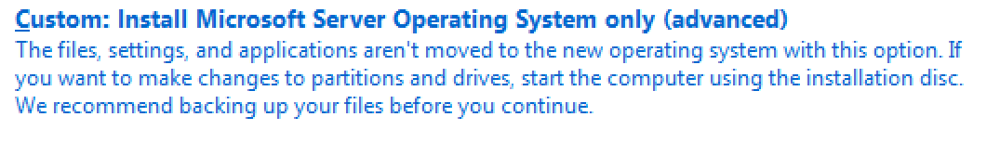 Custom: Install Microsoft Server Operating System only (advanced)
The files, settings, and applications aren't moved to the new operating system with this option. If
you want to make changes to partitions and drives, start the computer using the installation disc.
We recommend backing up your files before you continue.